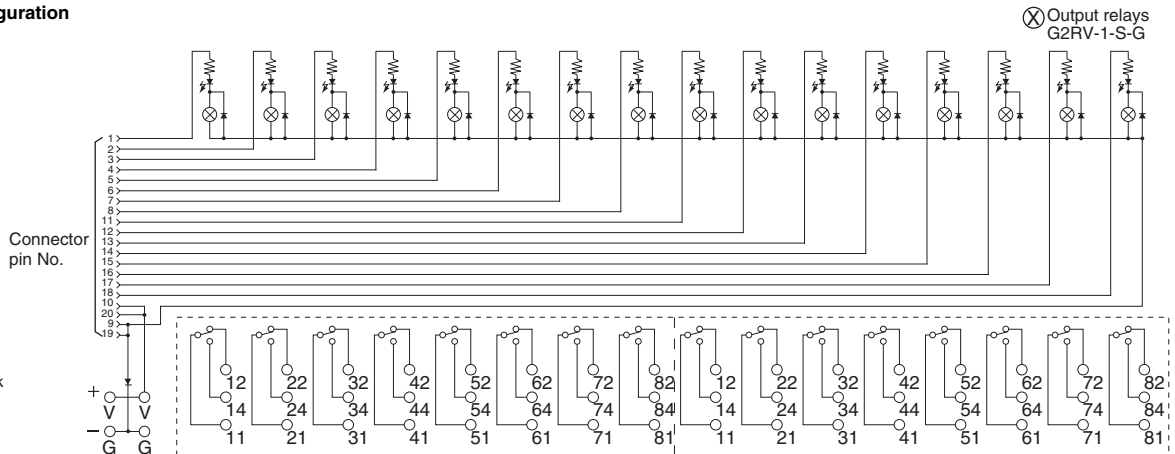 guration
Output relays
G2RV-1-S-G
1
2
3
4
5
6
7
8
11
12
13
14
15
16
17
18
10
20
9
19
Connector
pin No.
k
+
V V
–
G G
12 22 32 42 52 62 72 82 12 22 32 42 52 62 72 82
14 24 34 44 54 64 74 84 14 24 34 44 54 64 74 84
11 21 31 41 51 61 71 81 11 21 31 41 51 61 71 81